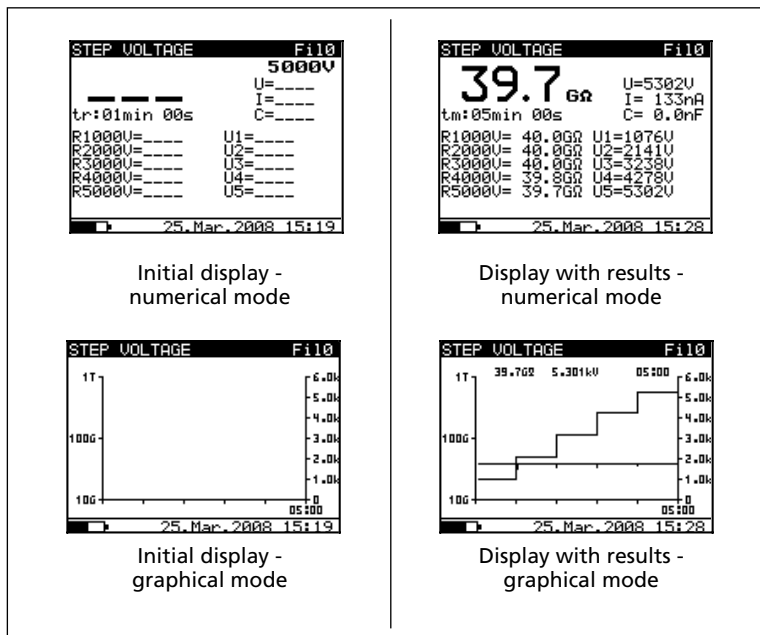 STEP VOLTAGE Fil0
5000V
U=____
I=____
tr:01min 00s C=____
R1000V=____ U1=____
R2000V=____ U2=____
R3000V=____ U3=____
R4000V=____ U4=____
R5000V=____ U5=____
25.Mar.2008 15:19
Initial display -
numerical mode
STEP VOLTAGE Fil0
39.7 GΩ U=5302V
I= 133nA
tm:05min 00s C= 0.0nF
R1000V= 40.0GΩ U1=1076V
R2000V= 40.0GΩ U2=2141V
R3000V= 40.0GΩ U3=3238V
R4000V= 39.8GΩ U4=4278V
R5000V= 39.7GΩ U5=5302V
25.Mar.2008 15:28
Display with results -
numerical mode
STEP VOLTAGE Fil0
1T 6.0k
5.0k
4.0k
100G 3.0k
2.0k
1.0k
10G 0
05:00
25.Mar.2008 15:19
Initial display -
graphical mode
STEP VOLTAGE Fil0
39.7GΩ 5.301kV 05:00
1T 6.0k
5.0k
4.0k
100G 3.0k
2.0k
1.0k
10G 0
05:00
25.Mar.2008 15:28
Display with results -
graphical mode